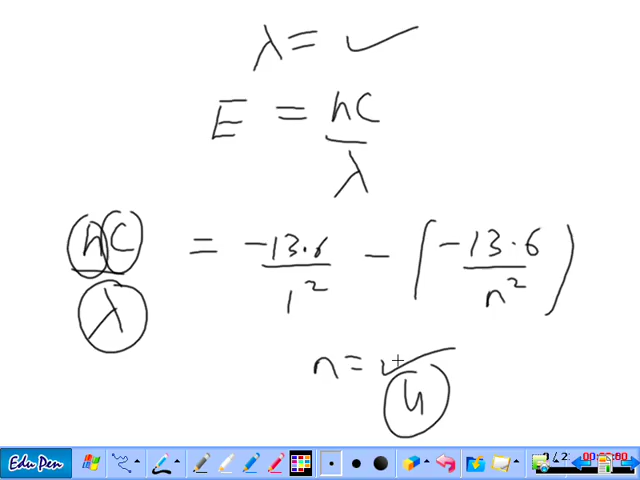 λ = ✓
E = hC/λ
hC/λ = -13.6/1² - (-13.6/n²)
n = ✓
4
Edu Pen